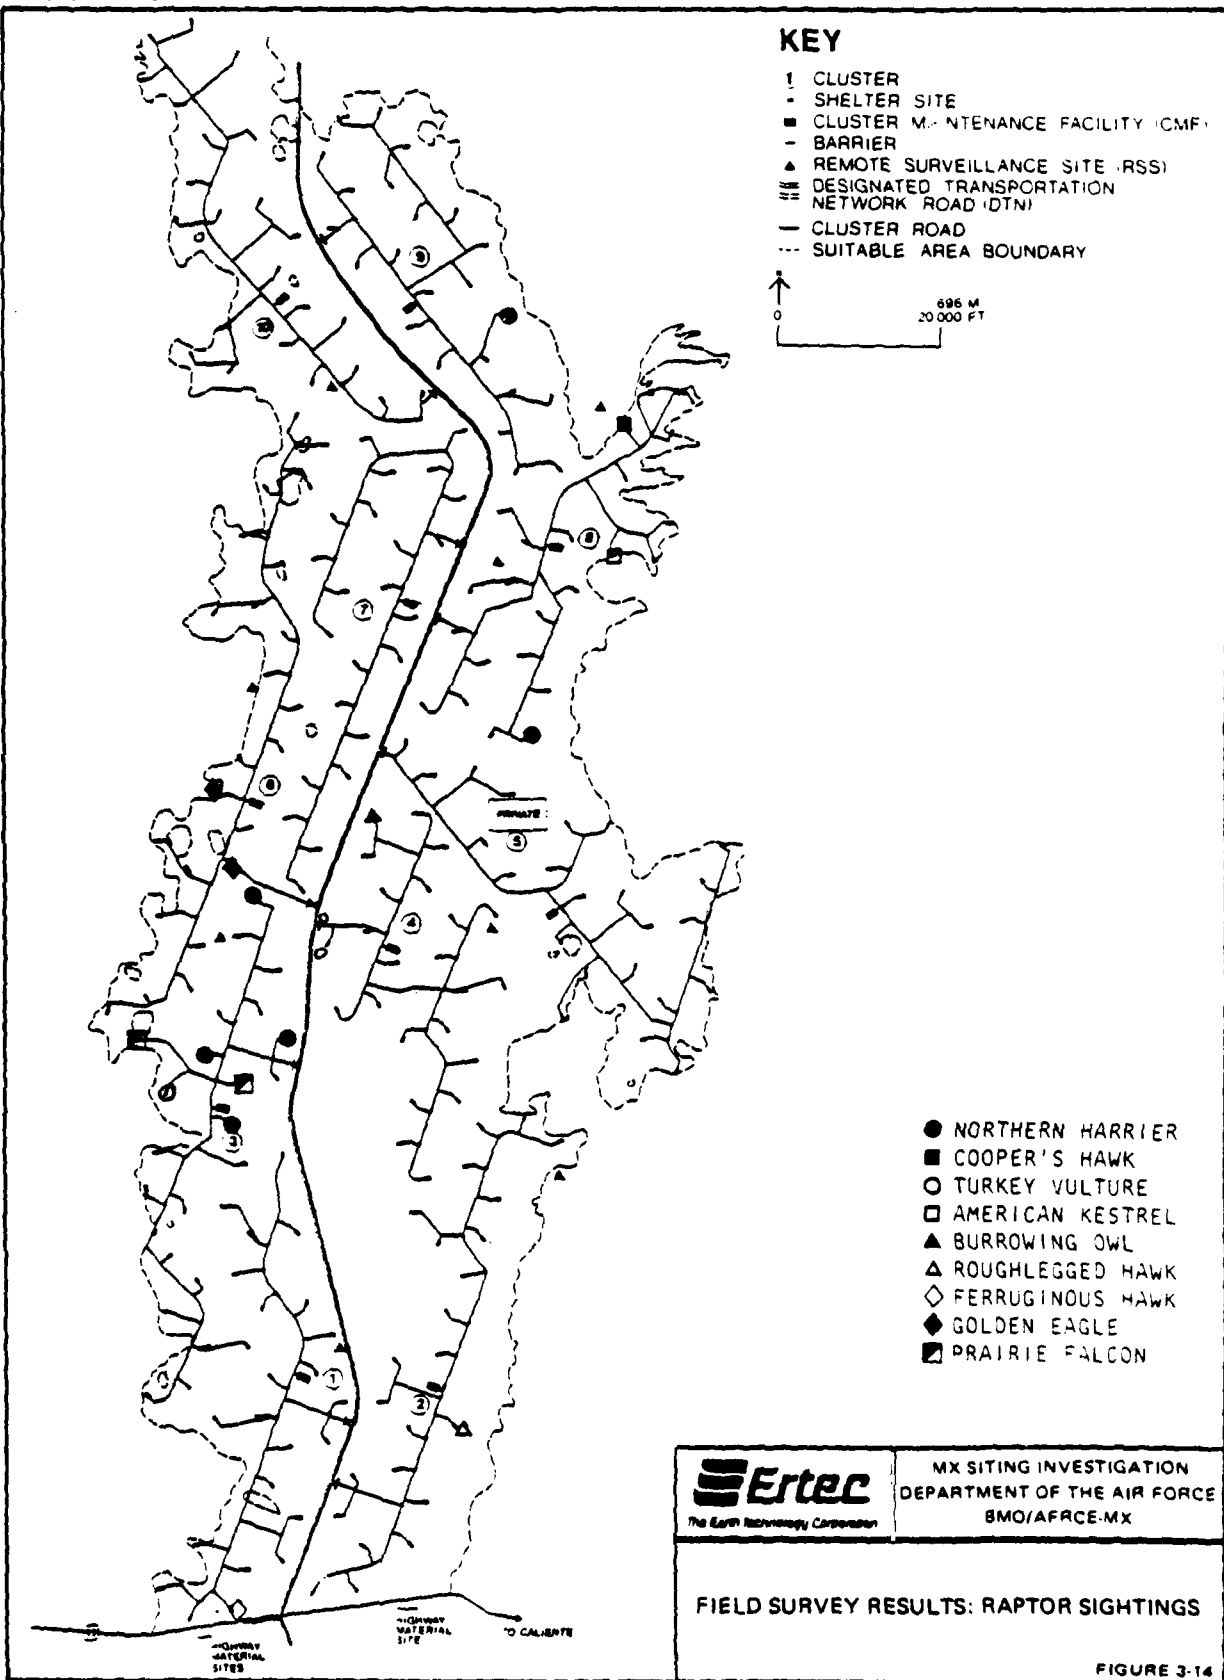 KEY
CLUSTER
SHELTER SITE
CLUSTER FACILITY (CMF)
BARRIER
REMOTE SURVEILLANCE SITE (RSS)
DESIGNATED TRANSPORTATION
NETWORK ROAD (DTN)
CLUSTER ROAD
SUITABLE AREA BOUNDARY
0
696 M
20 000 FT
9
10
8
7
6
PRIVATE
5
4
3
1
2
NORTHERN HARRIER
COOPER'S HAWK
TURKEY VULTURE
AMERICAN KESTREL
BURROWING OWL
ROUGHLEGGED HAWK
FERRUGINOUS HAWK
GOLDEN EAGLE
PRAIRIE FALCON
HIGHWAY
MATERIAL
SITES
HIGHWAY
MATERIAL
SITE
TO CALIENTE
Ertec
The Earth Technology Corporation
MX SITING INVESTIGATION
DEPARTMENT OF THE AIR FORCE
BMO/AFRCE-MX
FIELD SURVEY RESULTS: RAPTOR SIGHTINGS
FIGURE 3-14